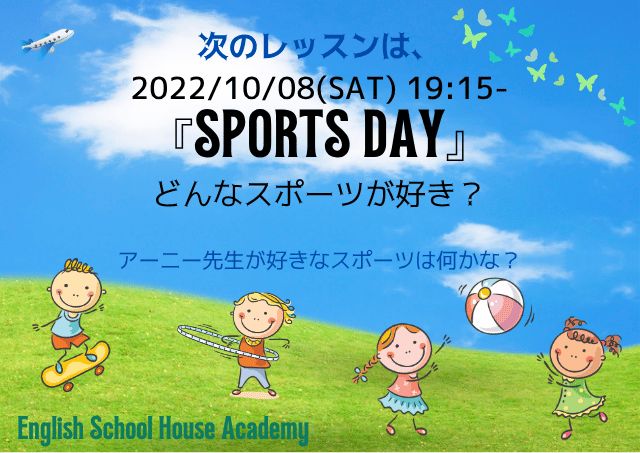 次のレッスンは、
2022/10/08(SAT) 19:15-
『SPORTS DAY』
どんなスポーツが好き？
アーニー先生が好きなスポーツは何かな？
English School House Academy